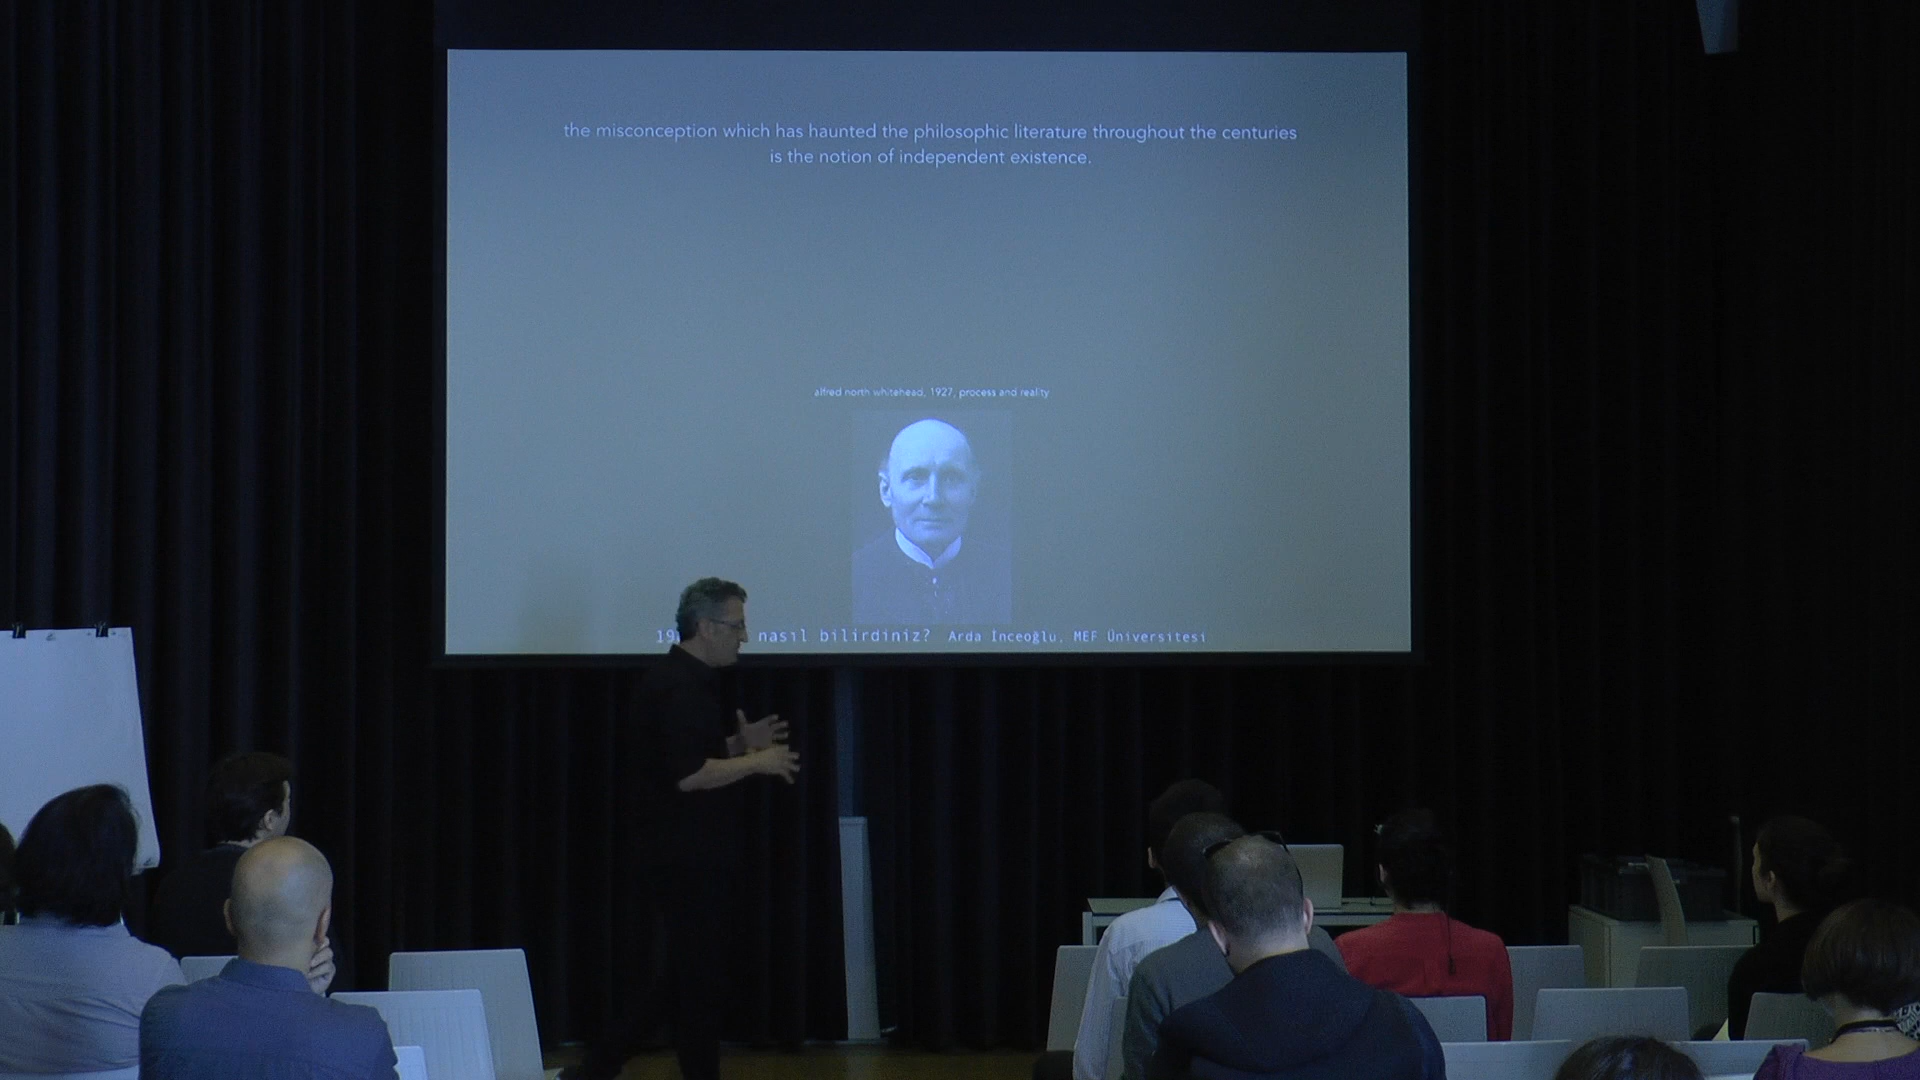 the misconception which has haunted the philosophic literature throughout the centuries
is the notion of independent existence.
alfred north whitehead, 1927, process and reality
nasıl bilirdiniz? Arda İnceoğlu, MEF Üniversitesi